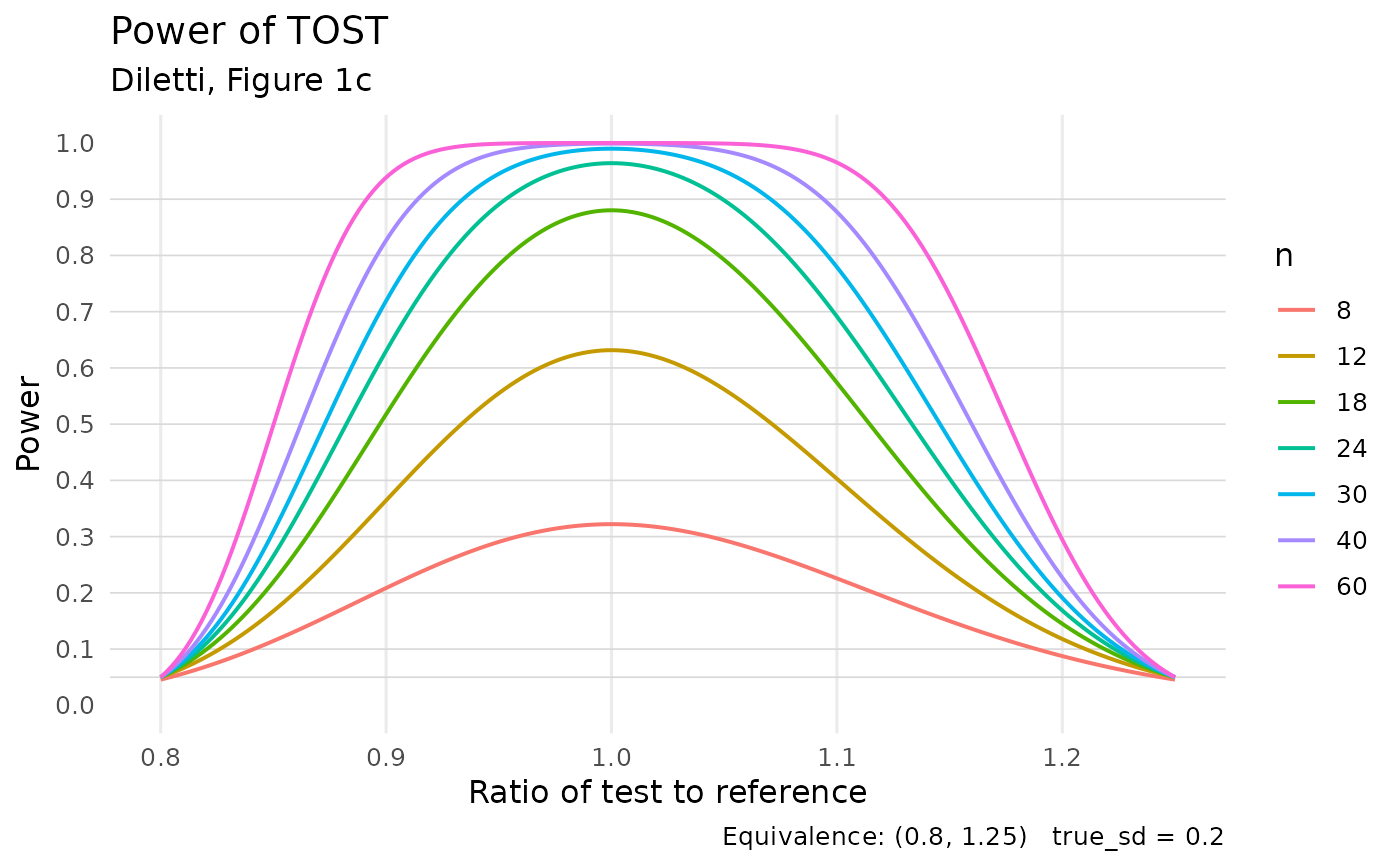 Power of TOST
Diletti, Figure 1c
Power
1.0
0.9
0.8
0.7
0.6
0.5
0.4
0.3
0.2
0.1
0.0
0.8 0.9 1.0 1.1 1.2
Ratio of test to reference
Equivalence: (0.8, 1.25) true_sd = 0.2
n
8
12
18
24
30
40
60